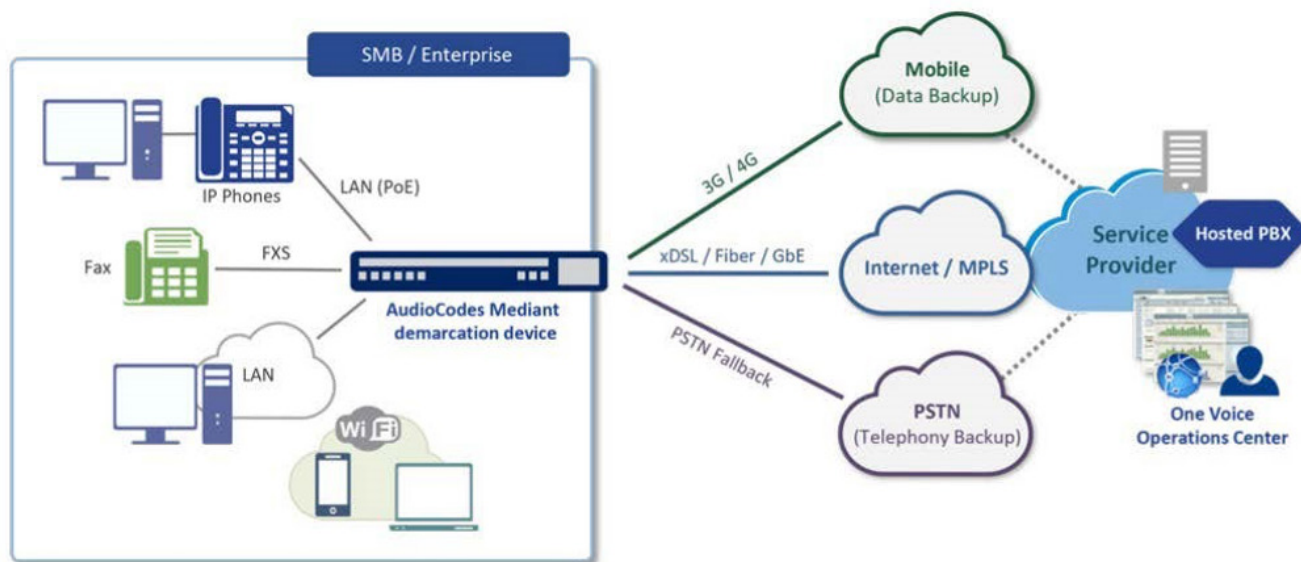 SMB / Enterprise
IP Phones
LAN (PoE)
Fax
FXS
AudioCodes Mediant
demarcation device
LAN
Wi Fi
3G / 4G
xDSL / Fiber / GbE
PSTN Fallback
Mobile
(Data Backup)
Internet / MPLS
PSTN
(Telephony Backup)
Service
Provider
Hosted PBX
One Voice
Operations Center